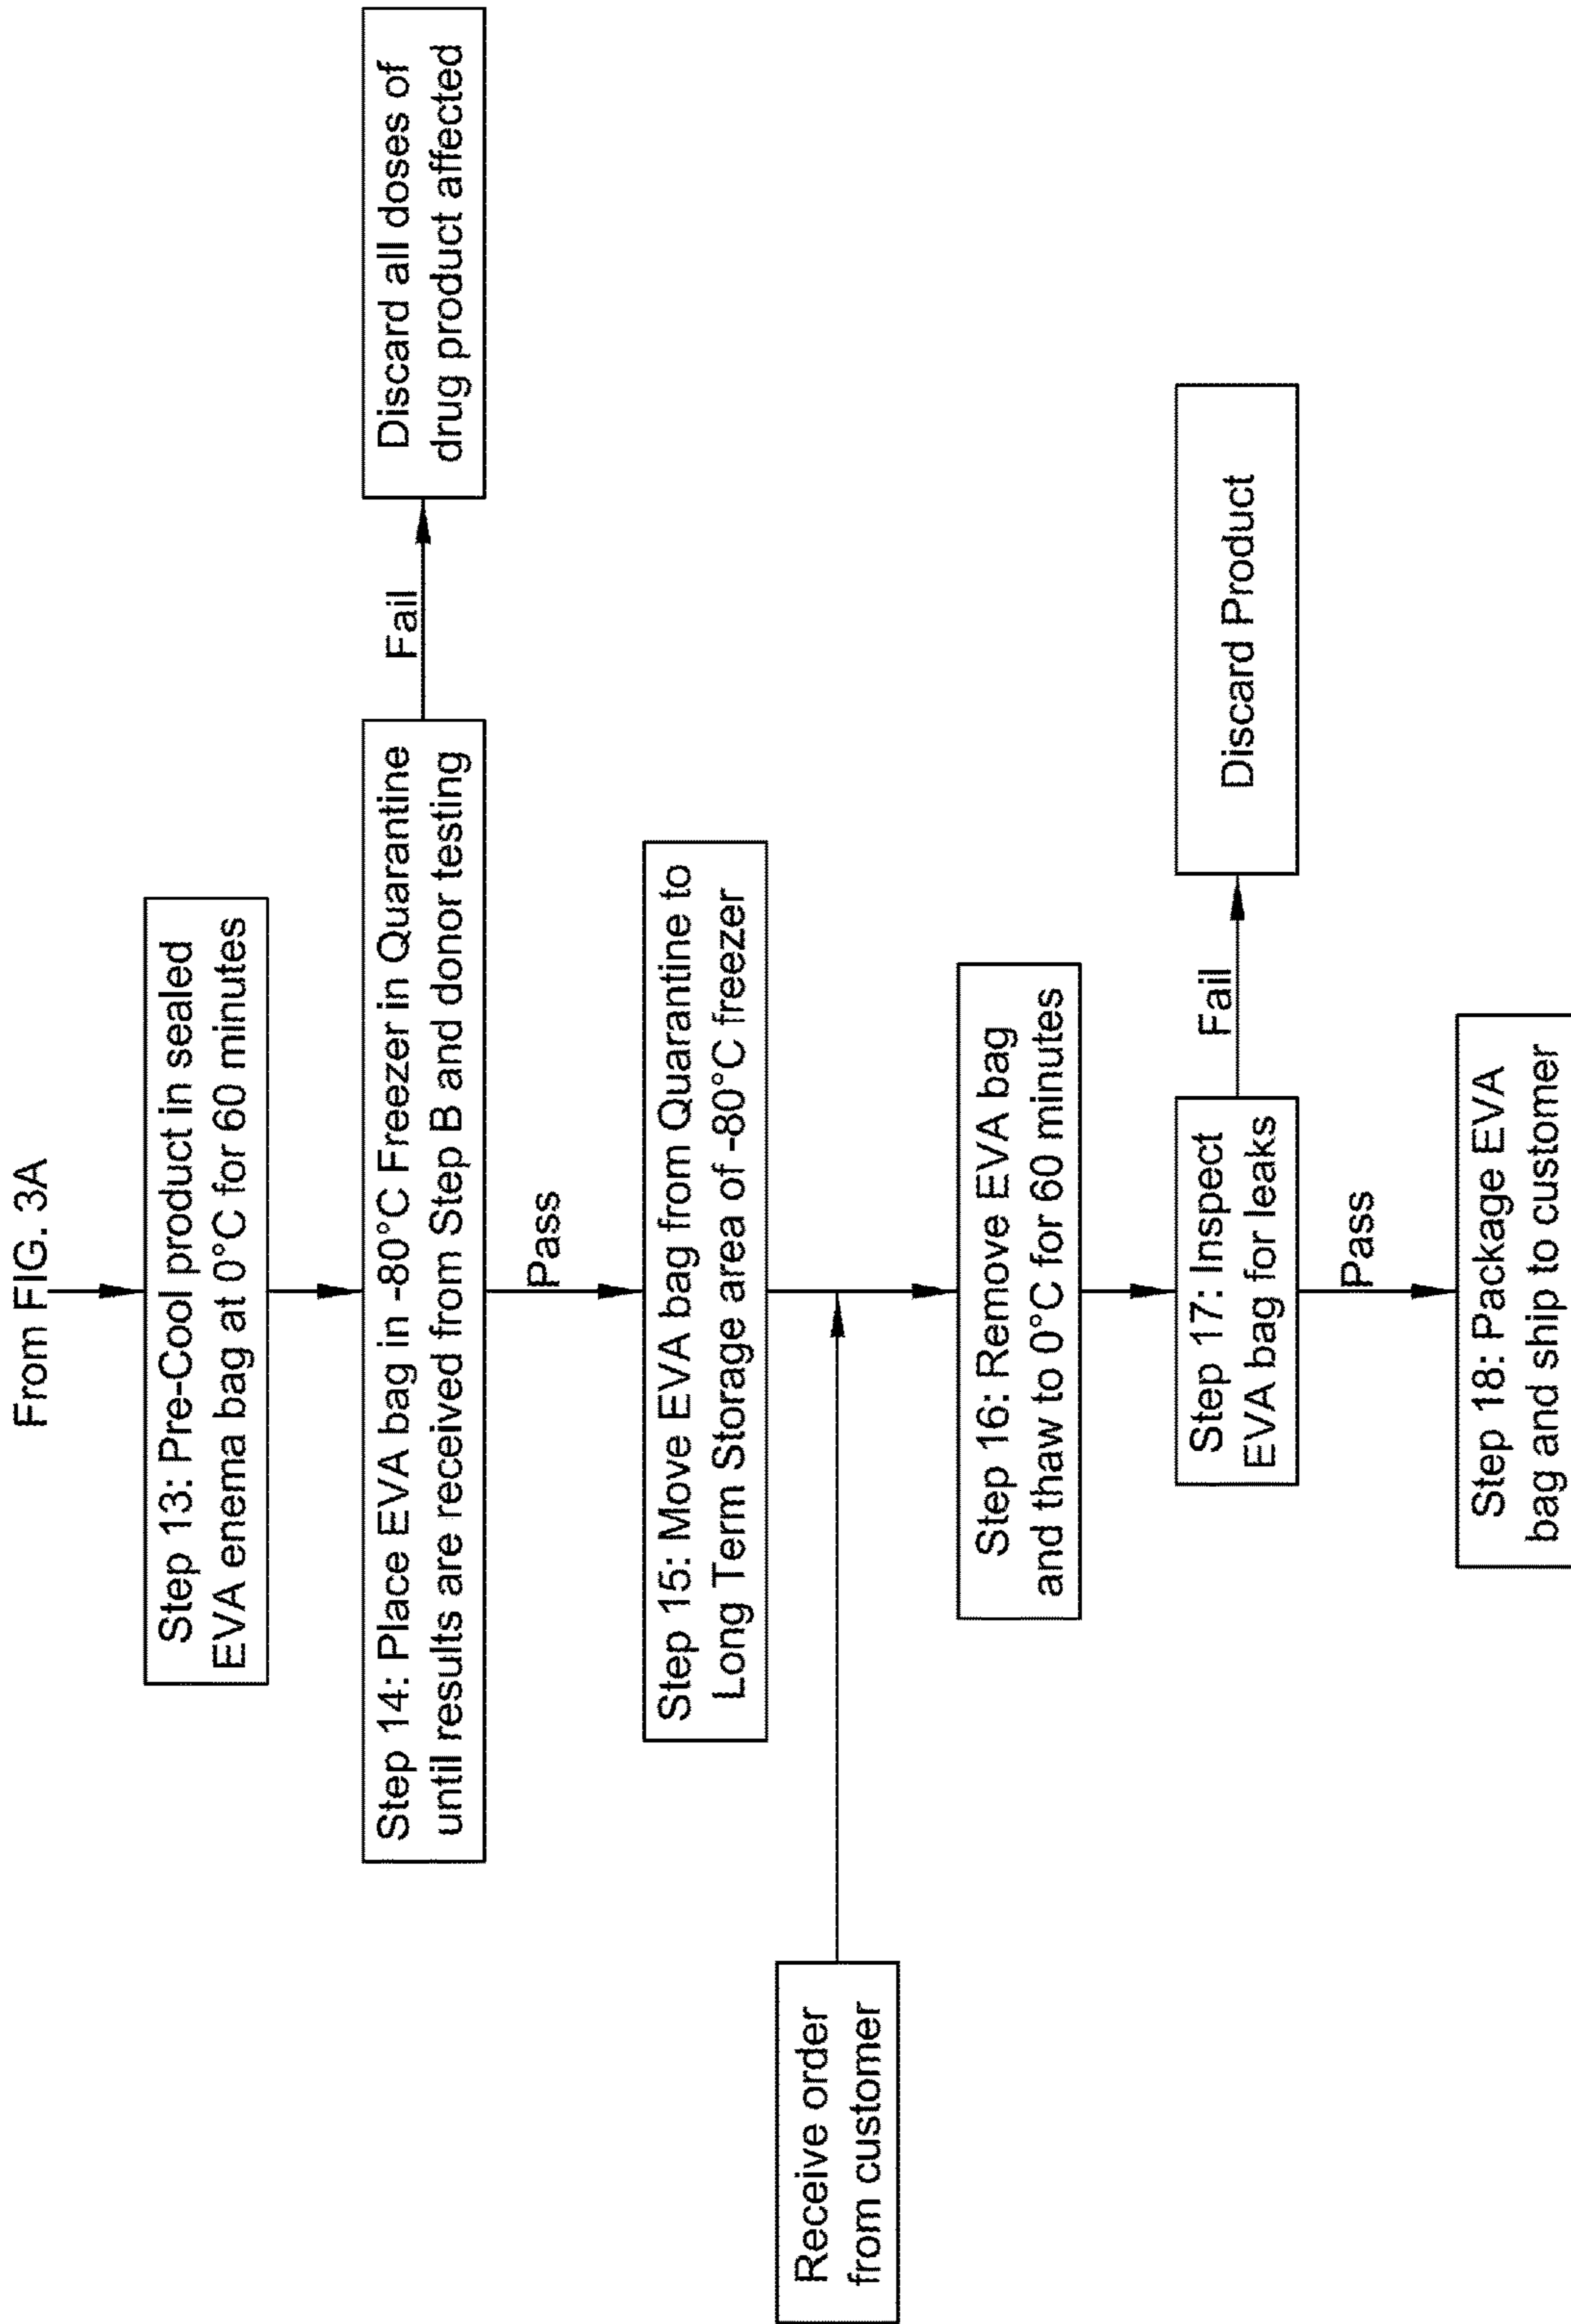 From FIG. 3A
Step 13: Pre-Cool product in sealed
EVA enema bag at 0°C for 60 minutes
Step 14: Place EVA bag in -80°C Freezer in Quarantine
until results are received from Step B and donor testing
Fail
Discard all doses of
drug product affected
Pass
Step 15: Move EVA bag from Quarantine to
Long Term Storage area of -80°C freezer
Receive order
from customer
Step 16: Remove EVA bag
and thaw to 0°C for 60 minutes
Step 17: Inspect
EVA bag for leaks
Fail
Discard Product
Pass
Step 18: Package EVA
bag and ship to customer